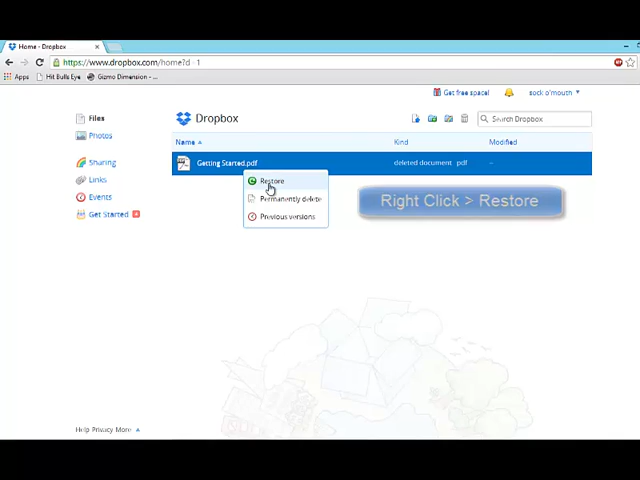 Home - Dropbox
https://www.dropbox.com/home?d=1
Apps Hit Bulls Eye Gizmo Dimension - ...
Get free space! sock o'mouth
Files
Dropbox
Search Dropbox
Photos
Name Kind Modified
Getting Started.pdf deleted document .pdf --
Sharing
Restore
Links
Permanently delete
Right Click > Restore
Events
Previous versions
Get Started
Help Privacy More